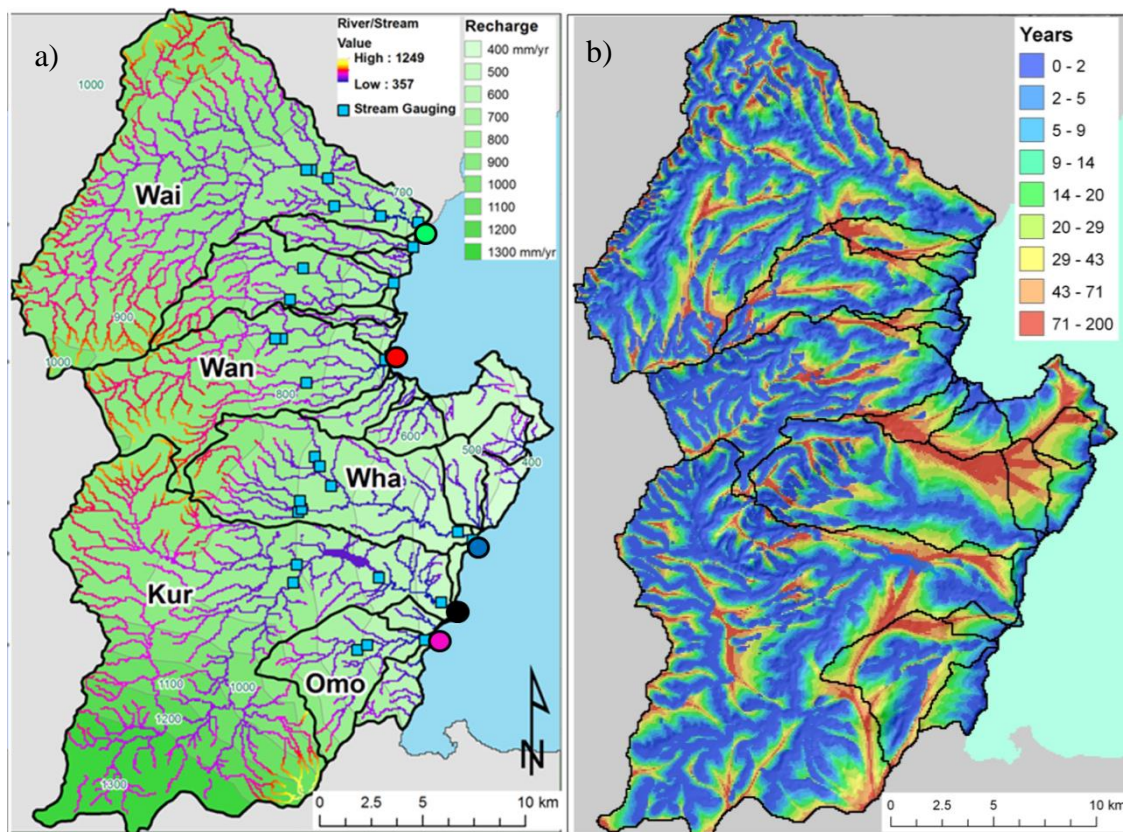 a)
River/Stream
Value
High : 1249
Low : 357
Stream Gauging
Recharge
400 mm/yr
500
600
700
800
900
1000
1100
1200
1300 mm/yr
1000
Wai
700
900
1000
Wan
800
600
500
400
Wha
Kur
Omo
1100
1000
1200
1300
N
0 2.5 5 10 km
b)
Years
0 - 2
2 - 5
5 - 9
9 - 14
14 - 20
20 - 29
29 - 43
43 - 71
71 - 200
0 2.5 5 10 km